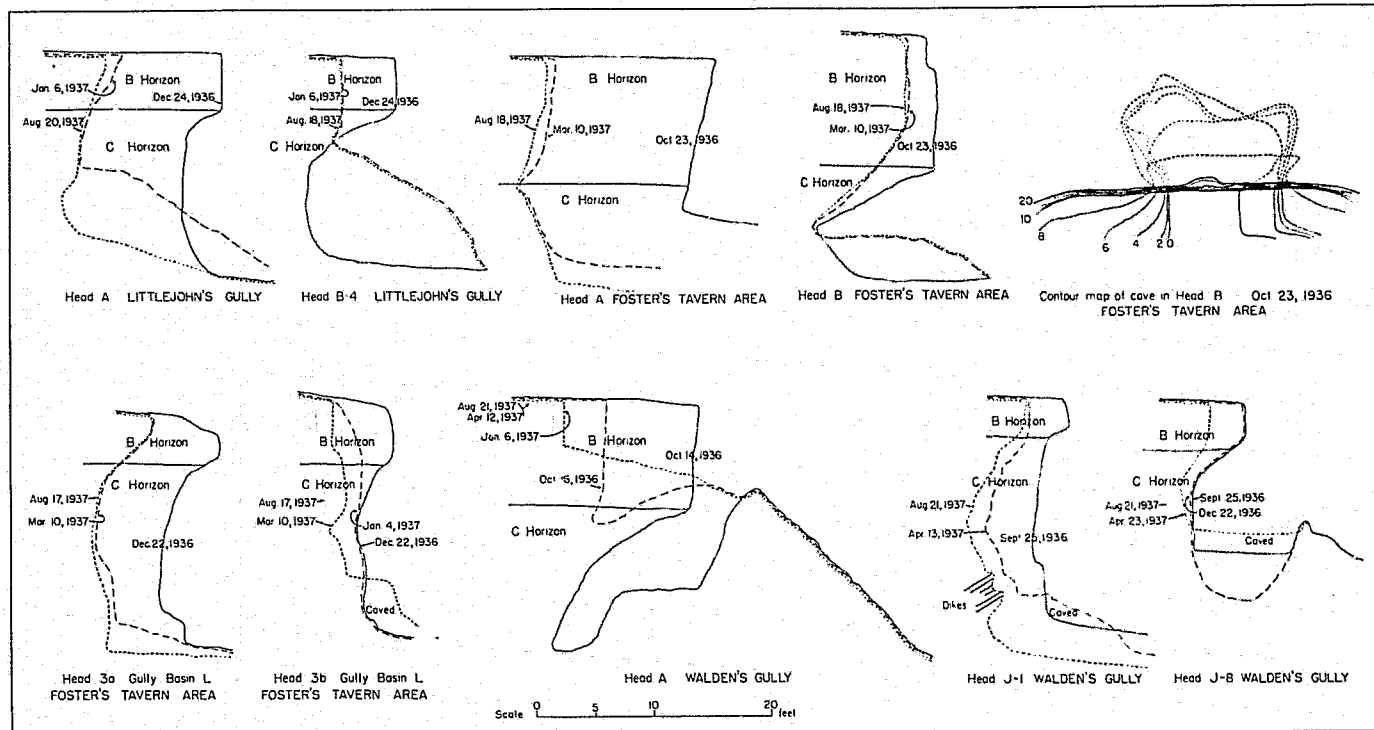 B Horizon
Jan. 6, 1937
Dec 24, 1936
Aug 20, 1937
C Horizon
Head A LITTLEJOHN'S GULLY
B Horizon
Jan 6, 1937
Dec 24, 1936
Aug. 18, 1937
C Horizon
Head B-4 LITTLEJOHN'S GULLY
B Horizon
Aug 18, 1937
Mar. 10, 1937
Oct 23, 1936
C Horizon
Head A FOSTER'S TAVERN AREA
B Horizon
Aug 18, 1937
Mar. 10, 1937
Oct 23, 1936
C Horizon
Head B FOSTER'S TAVERN AREA
20
10
8
6
4
2
0
Contour map of cave in Head B Oct 23, 1936
FOSTER'S TAVERN AREA
B Horizon
C Horizon
Aug 17, 1937
Mar 10, 1937
Dec. 22, 1936
Head 3a Gully Basin L
FOSTER'S TAVERN AREA
B Horizon
C Horizon
Aug 17, 1937
Mar 10, 1937
Jan. 4, 1937
Dec 22, 1936
Caved
Head 3b Gully Basin L
FOSTER'S TAVERN AREA
Aug 21, 1937
Apr 12, 1937
Jan 6, 1937
B Horizon
Oct 14, 1936
Oct 1936
C Horizon
Head A WALDEN'S GULLY
Scale 0 5 10 20 feet
B Horizon
C Horizon
Aug 21, 1937
Apr. 13, 1937
Sept 25, 1936
Dikes
Caved
Head J-1 WALDEN'S GULLY
B Horizon
C Horizon
Sept 25, 1936
Aug 21, 1937
Dec 22, 1936
Apr 23, 1937
Caved
Head J-8 WALDEN'S GULLY